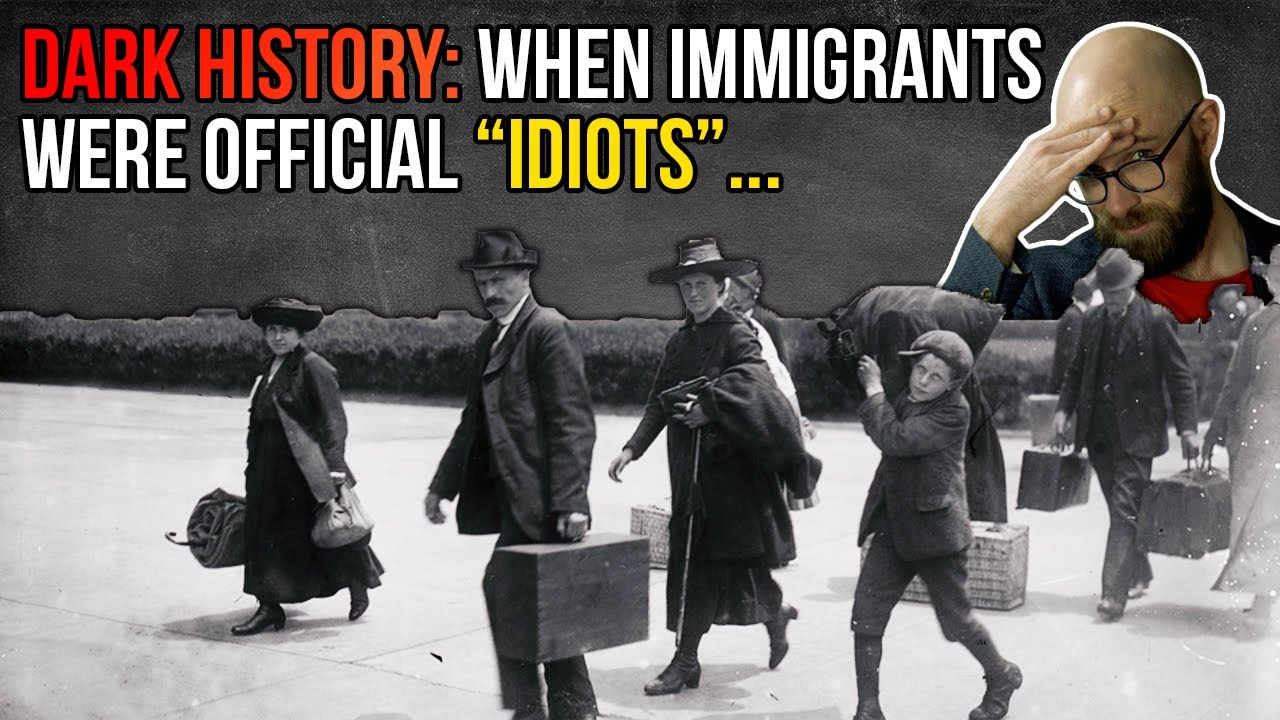 DARK HISTORY: WHEN IMMIGRANTS
WERE OFFICIAL “IDIOTS”...